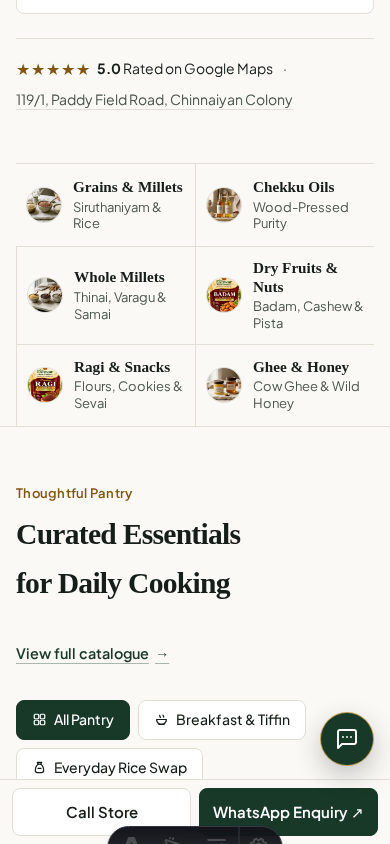 ★★★★★ 5.0 Rated on Google Maps ·
119/1, Paddy Field Road, Chinnaiyan Colony
Grains & Millets
Siruthaniyam &
Rice
Chekku Oils
Wood-Pressed
Purity
Whole Millets
Thinai, Varagu &
Samai
Dry Fruits &
Nuts
Badam, Cashew &
Pista
BADAM
Ragi & Snacks
Flours, Cookies &
Sevai
RAGI
Ghee & Honey
Cow Ghee & Wild
Honey
Thoughtful Pantry
Curated Essentials
for Daily Cooking
View full catalogue →
All Pantry
Breakfast & Tiffin
Everyday Rice Swap
Call Store
WhatsApp Enquiry ↗